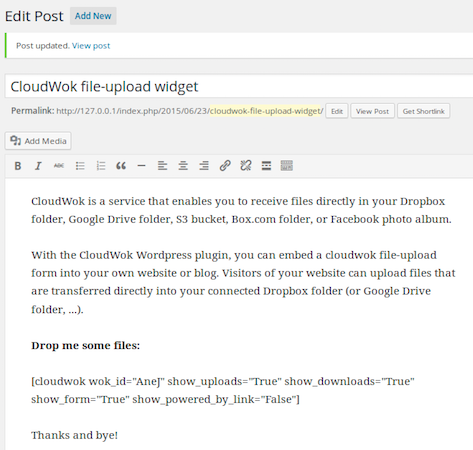 Edit Post Add New
Post updated. View post
CloudWok file-upload widget
Permalink: http://127.0.0.1/index.php/2015/06/23/cloudwok-file-upload-widget/ Edit View Post Get Shortlink
Add Media
B I ABC
CloudWok is a service that enables you to receive files directly in your Dropbox
folder, Google Drive folder, S3 bucket, Box.com folder, or Facebook photo album.
With the CloudWok Wordpress plugin, you can embed a cloudwok file-upload
form into your own website or blog. Visitors of your website can upload files that
are transferred directly into your connected Dropbox folder (or Google Drive
folder, ...).
Drop me some files:
[cloudwok wok_id="AneJ" show_uploads="True" show_downloads="True"
show_form="True" show_powered_by_link="False"]
Thanks and bye!